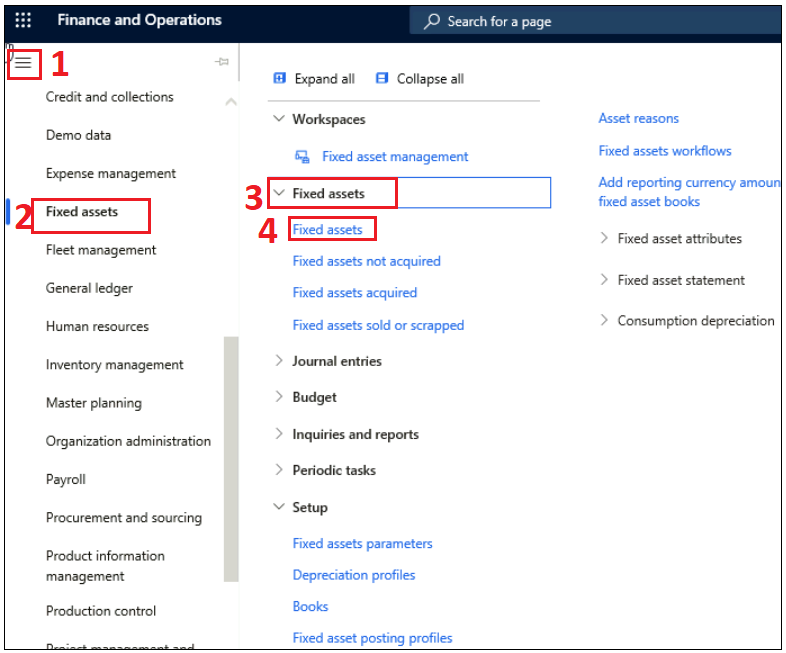 Finance and Operations
Search for a page
1
Expand all
Collapse all
Credit and collections
Demo data
Expense management
2
Fixed assets
Fleet management
General ledger
Human resources
Inventory management
Master planning
Organization administration
Payroll
Procurement and sourcing
Product information
management
Production control
Project management and
Workspaces
Fixed asset management
3
Fixed assets
4
Fixed assets
Fixed assets not acquired
Fixed assets acquired
Fixed assets sold or scrapped
Journal entries
Budget
Inquiries and reports
Periodic tasks
Setup
Fixed assets parameters
Depreciation profiles
Books
Fixed asset posting profiles
Asset reasons
Fixed assets workflows
Add reporting currency amoun
fixed asset books
Fixed asset attributes
Fixed asset statement
Consumption depreciation